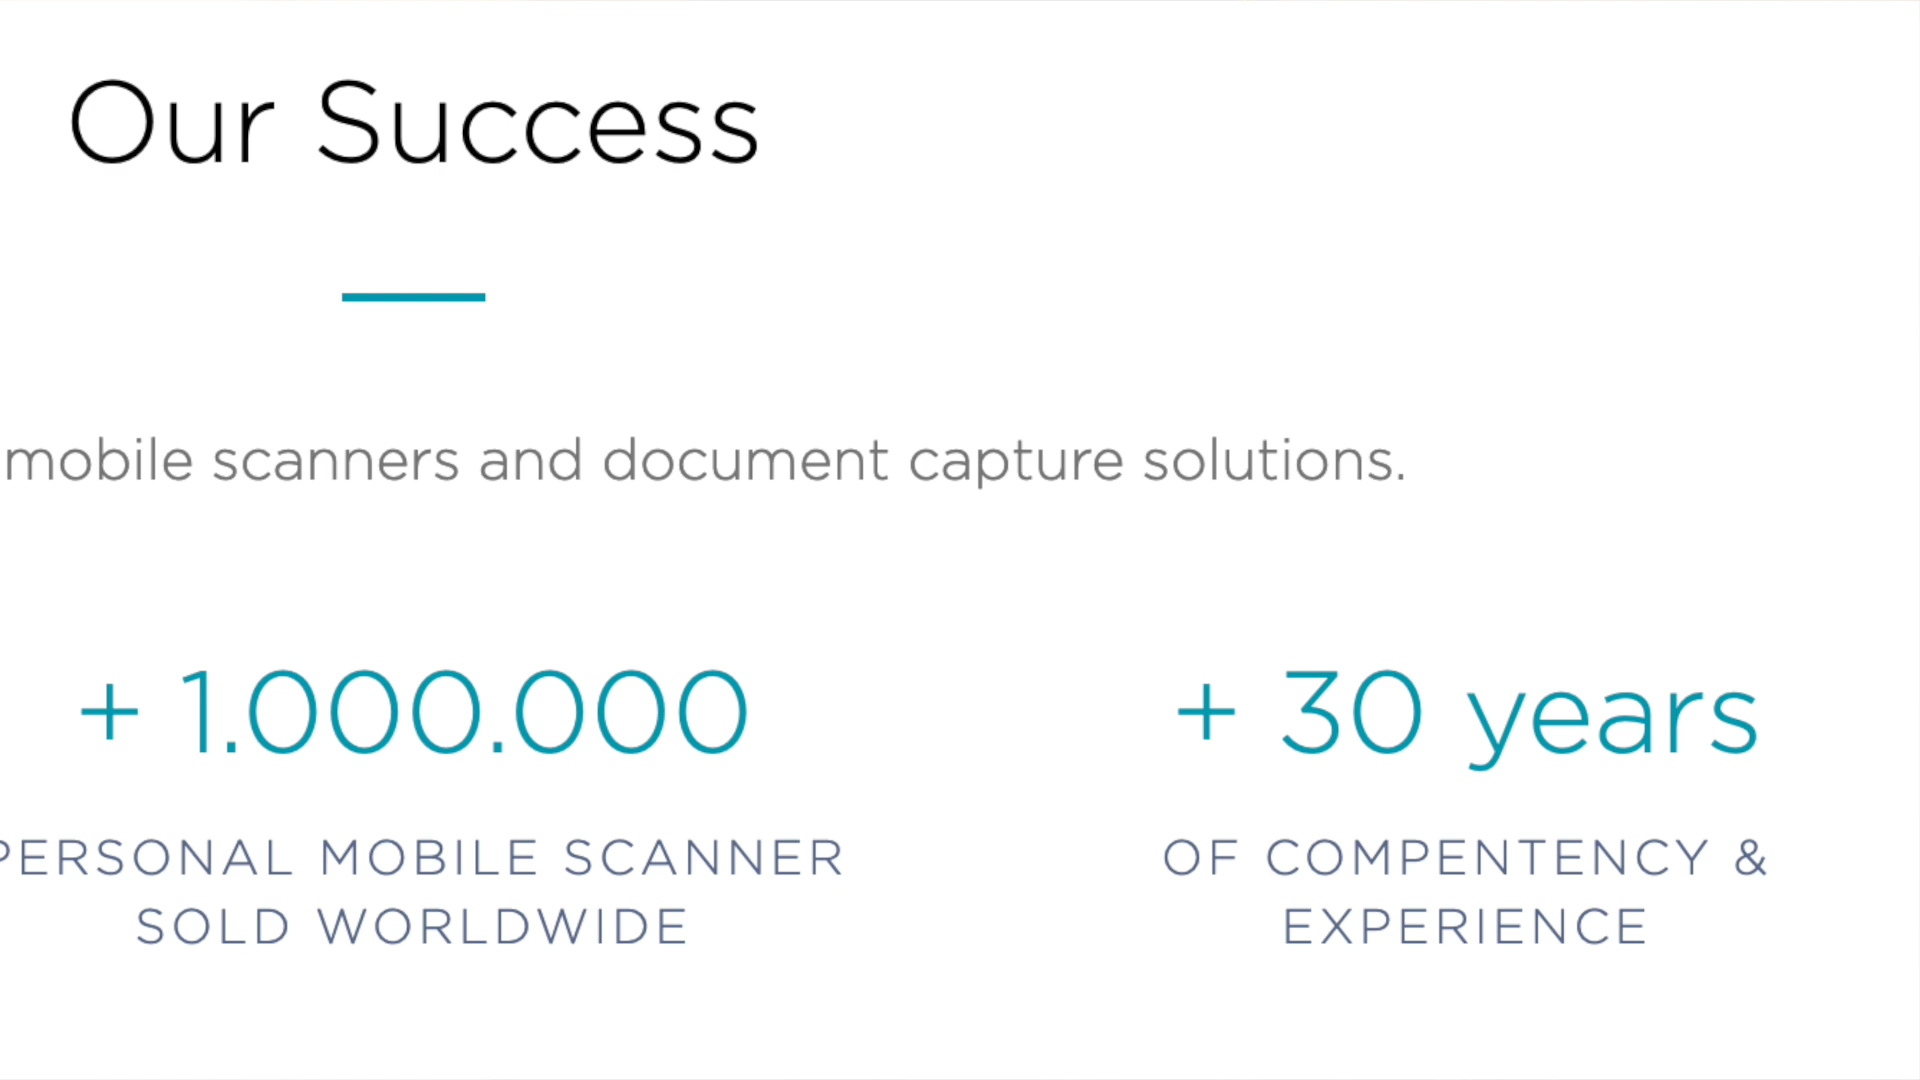 Our Success
mobile scanners and document capture solutions.
+ 1.000.000
+ 30 years
PERSONAL MOBILE SCANNER
SOLD WORLDWIDE
OF COMPENTENCY &
EXPERIENCE